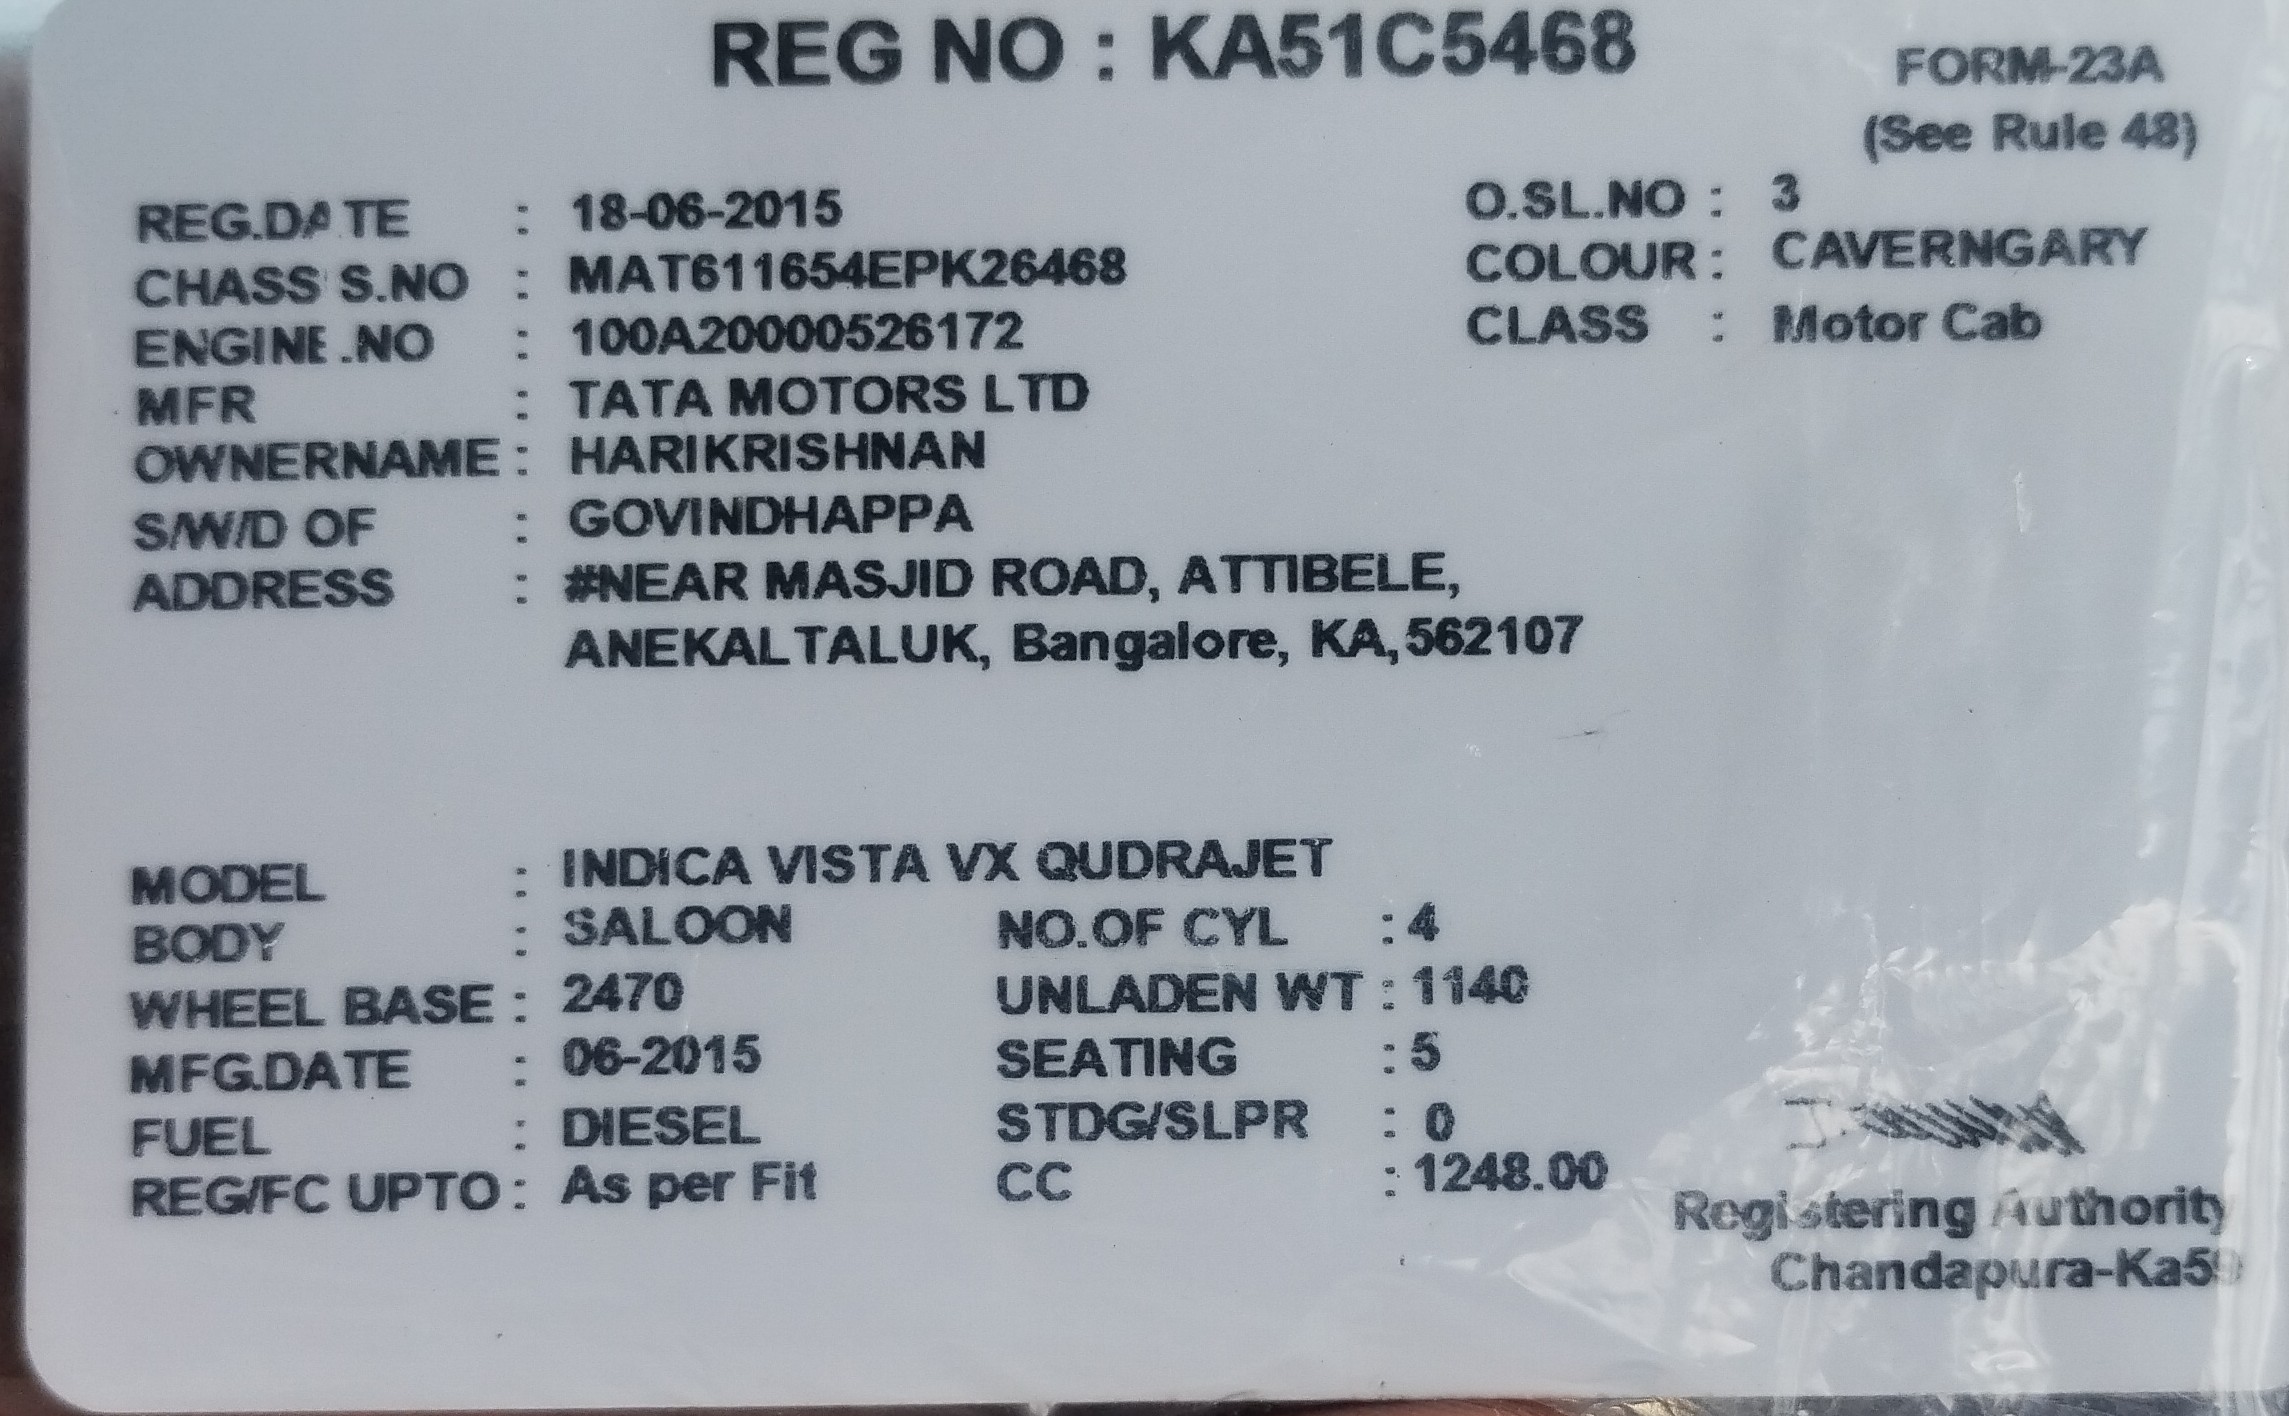 REG NO : KA51C5468
FORM-23A
(See Rule 48)
REG.DATE : 18-06-2015
O.SL.NO : 3
CHASSIS.NO : MAT611654EPK26468
COLOUR : CAVERNGARY
ENGINE.NO : 100A20000526172
CLASS : Motor Cab
MFR : TATA MOTORS LTD
OWNERNAME : HARIKRISHNAN
S/W/D OF : GOVINDHAPPA
ADDRESS : #NEAR MASJID ROAD, ATTIBELE,
ANEKAL TALUK, Bangalore, KA,562107
MODEL : INDICA VISTA VX QUDRAJET
BODY : SALOON NO.OF CYL : 4
WHEEL BASE : 2470 UNLADEN WT : 1140
MFG.DATE : 06-2015 SEATING : 5
FUEL : DIESEL STDG/SLPR : 0
REG/FC UPTO : As per Fit CC : 1248.00
Registering Authority
Chandapura-Ka59